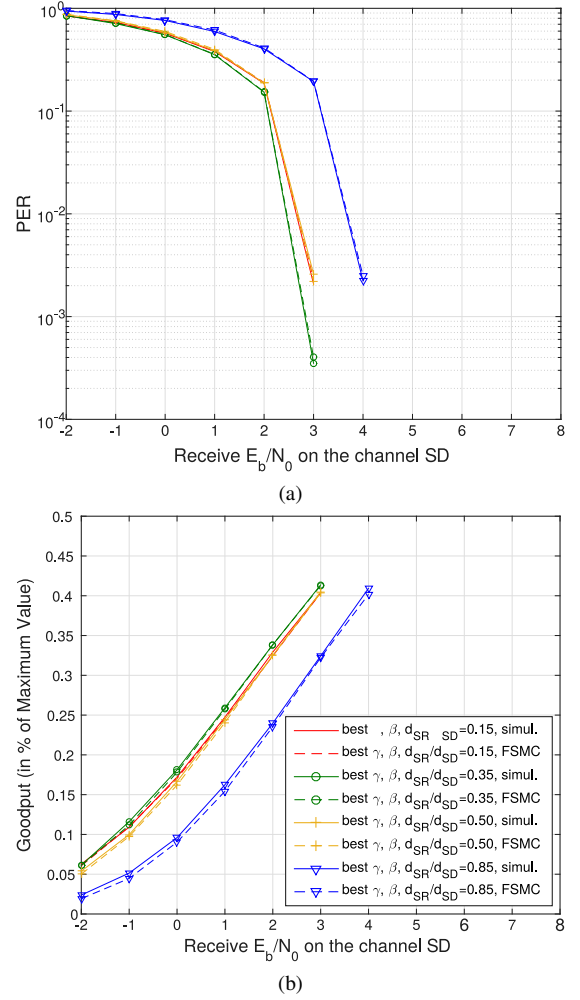 10^0
10^-1
10^-2
10^-3
10^-4
PER
-2 -1 0 1 2 3 4 5 6 7 8
Receive E_b/N_0 on the channel SD
(a)
0.5
0.45
0.4
0.35
0.3
0.25
0.2
0.15
0.1
0.05
0
Goodput (in % of Maximum Value)
best , β, d_SR SD=0.15, simul.
best γ, β, d_SR/d_SD=0.15, FSMC
best γ, β, d_SR/d_SD=0.35, simul.
best γ, β, d_SR/d_SD=0.35, FSMC
best γ, β, d_SR/d_SD=0.50, simul.
best γ, β, d_SR/d_SD=0.50, FSMC
best γ, β, d_SR/d_SD=0.85, simul.
best γ, β, d_SR/d_SD=0.85, FSMC
-2 -1 0 1 2 3 4 5 6 7 8
Receive E_b/N_0 on the channel SD
(b)